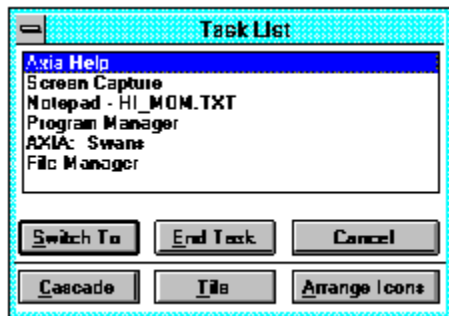 Task List
Axia Help
Screen Capture
Notepad - HI_MOM.TXT
Program Manager
AXIA:  Swans
File Manager
Switch To End Task Cancel
Cascade Tile Arrange Icons